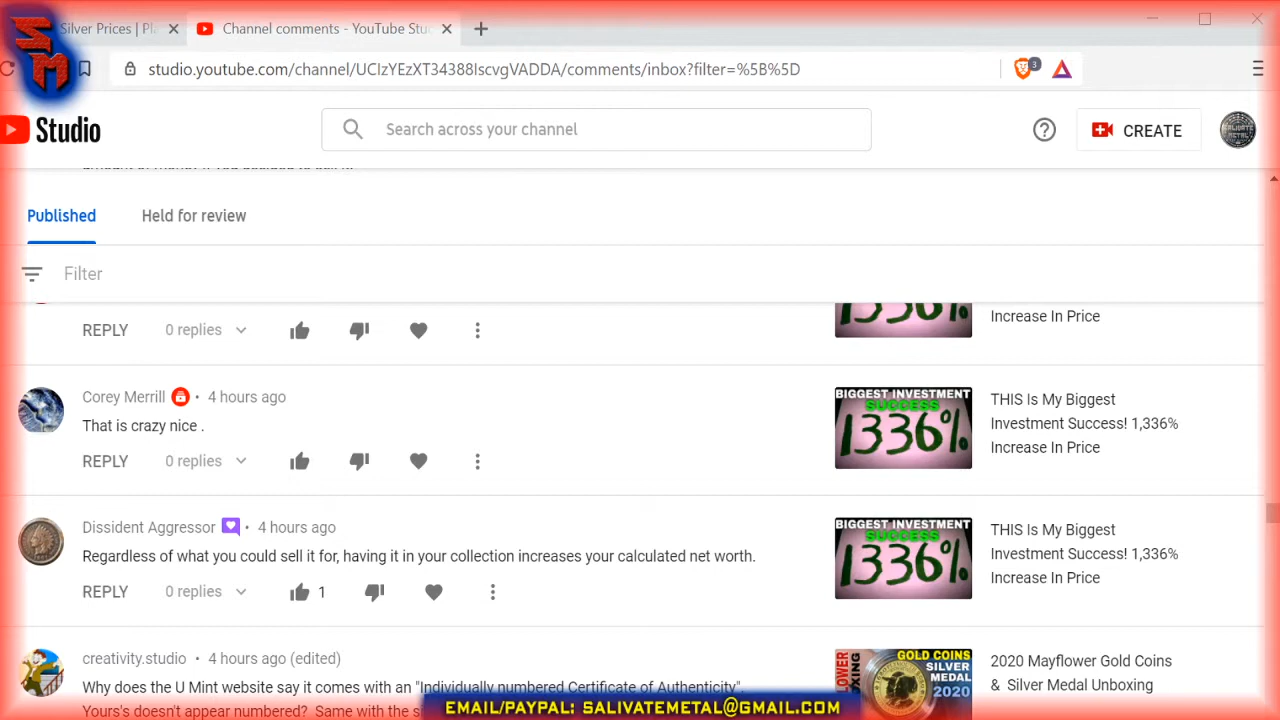 SM
Silver Prices | Pla
Channel comments - YouTube Stu
studio.youtube.com/channel/UCIzYEzXT34388IscvgVADDA/comments/inbox?filter=%5B%5D
3
Studio
Search across your channel
CREATE
Published
Held for review
Filter
REPLY 0 replies
1336%
Increase In Price
Corey Merrill • 4 hours ago
That is crazy nice .
REPLY 0 replies
BIGGEST INVESTMENT
SUCCESS
1336%
THIS Is My Biggest
Investment Success! 1,336%
Increase In Price
Dissident Aggressor • 4 hours ago
Regardless of what you could sell it for, having it in your collection increases your calculated net worth.
REPLY 0 replies 1
BIGGEST INVESTMENT
SUCCESS
1336%
THIS Is My Biggest
Investment Success! 1,336%
Increase In Price
creativity.studio • 4 hours ago (edited)
Why does the U Mint website say it comes with an "Individually numbered Certificate of Authenticity".
Yours's doesn't appear numbered? Same with the
GOLD COINS
SILVER
MEDAL
2020
2020 Mayflower Gold Coins
& Silver Medal Unboxing
EMAIL/PAYPAL: SALIVATEMETAL@GMAIL.COM